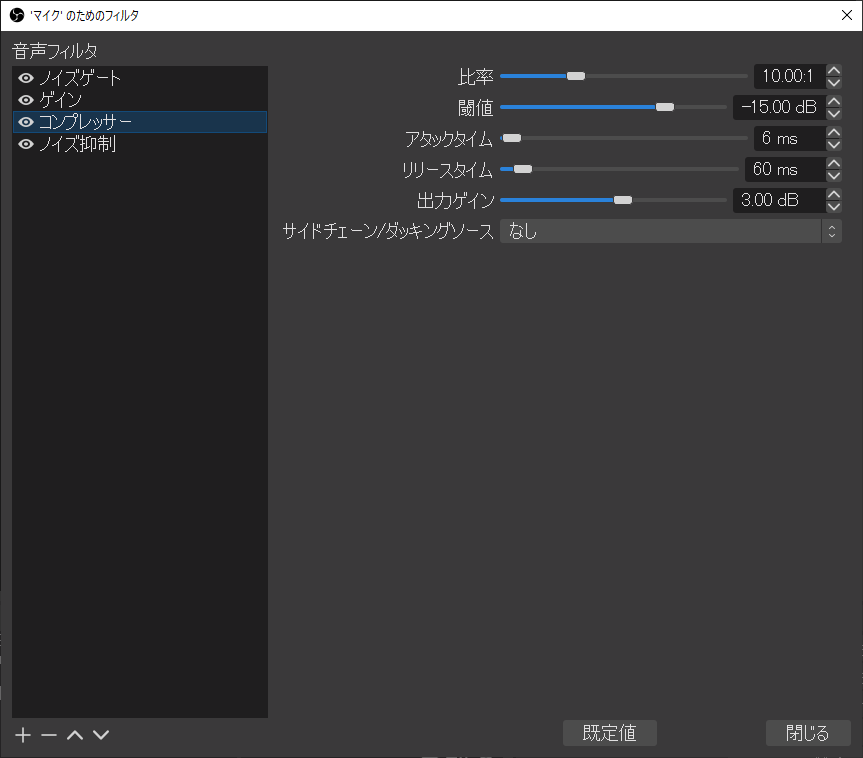 'マイク' のためのフィルタ
音声フィルタ
ノイズゲート
ゲイン
コンプレッサー
ノイズ抑制
比率 10.00:1
閾値 -15.00 dB
アタックタイム 6 ms
リリースタイム 60 ms
出力ゲイン 3.00 dB
サイドチェーン/ダッキングソース なし
既定値 閉じる